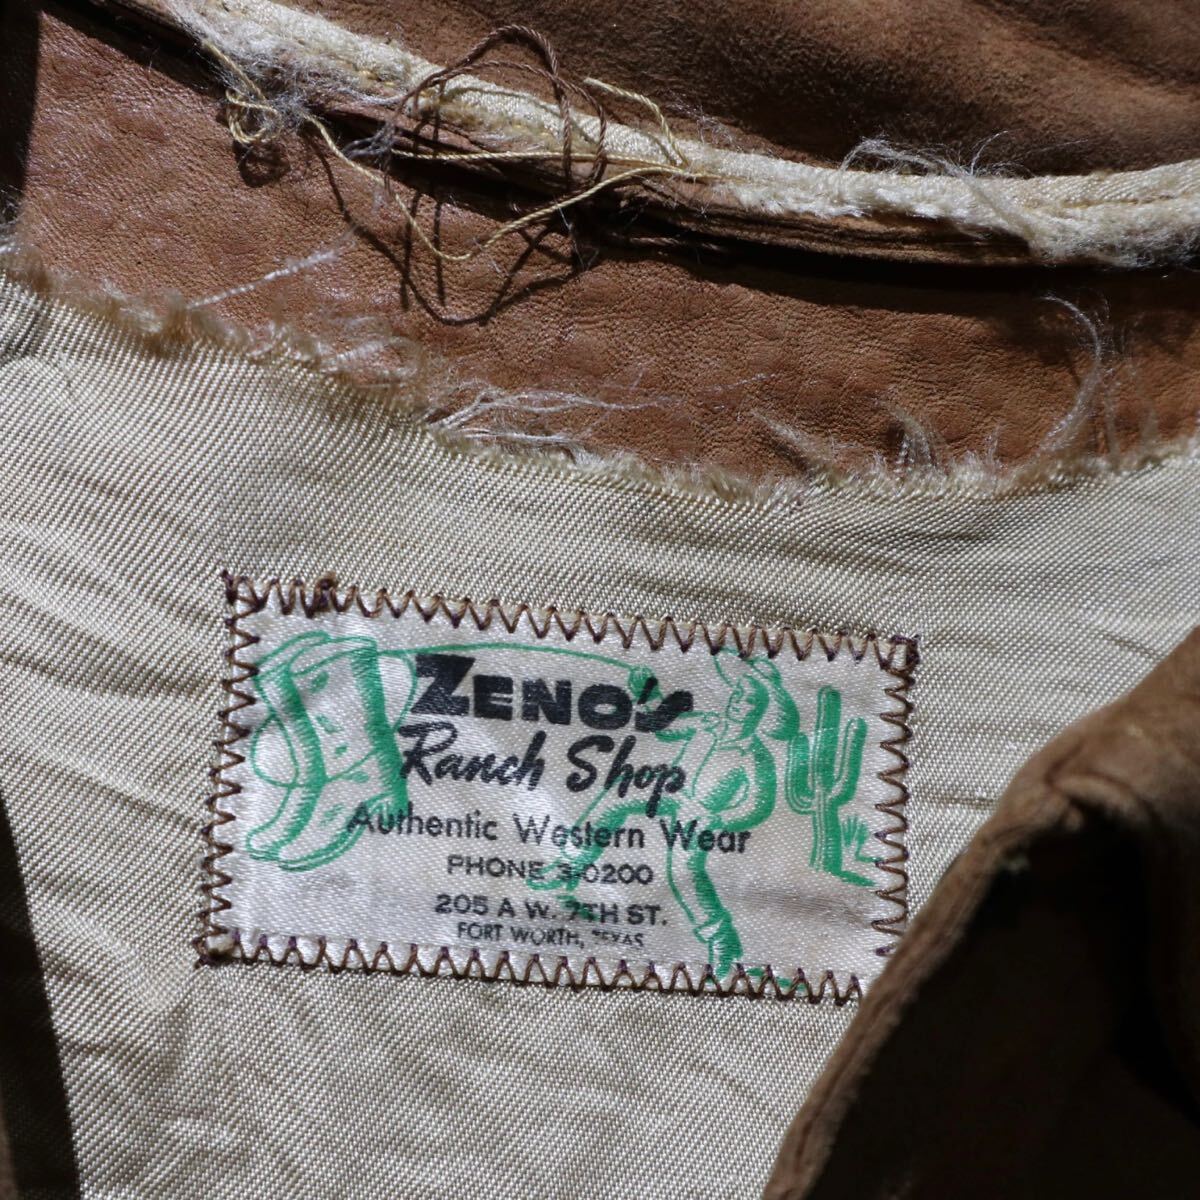 ZENO'S
Ranch Shop
Authentic Western Wear
PHONE 3-0200
205 A W. 7TH ST.
FORT WORTH, TEXAS